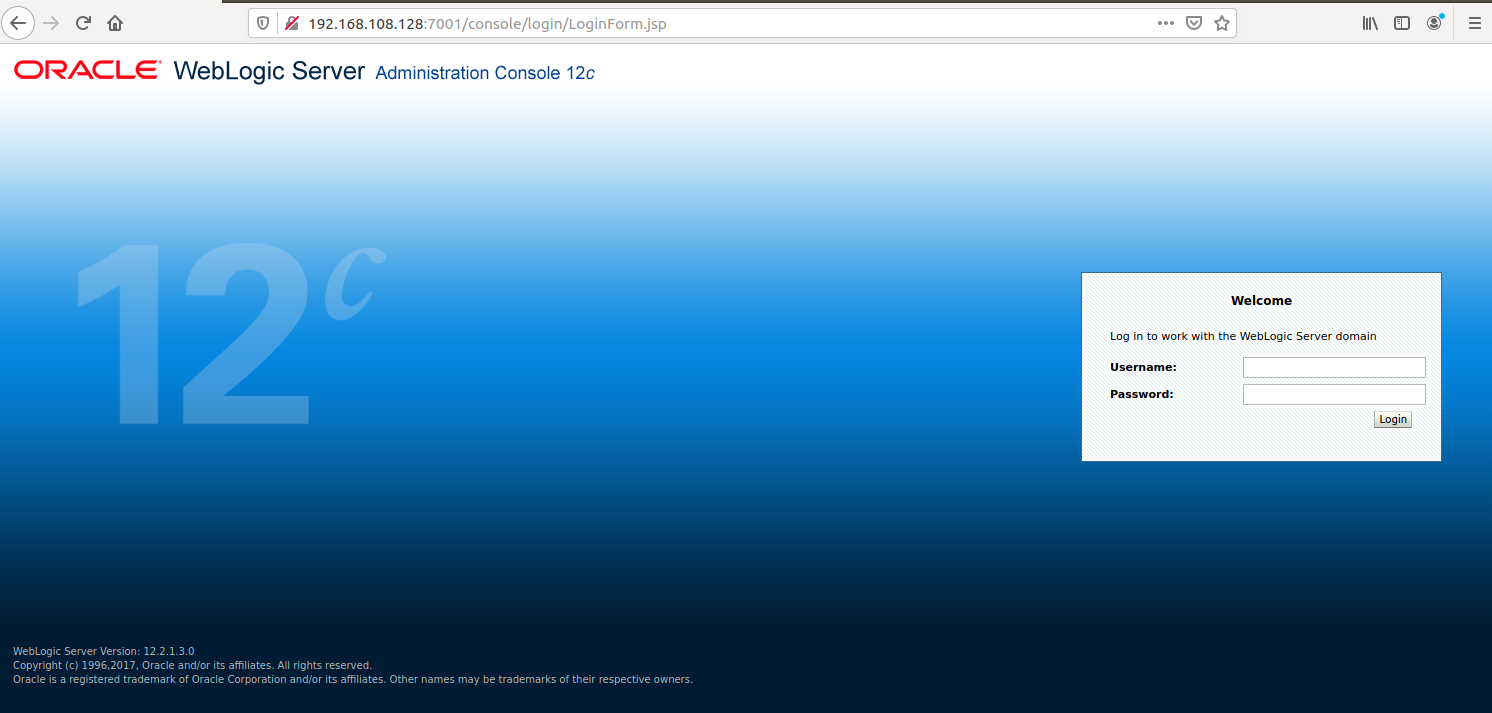 192.168.108.128:7001/console/login/LoginForm.jsp
ORACLE WebLogic Server Administration Console 12c
12c
Welcome
Log in to work with the WebLogic Server domain
Username:
Password:
Login
WebLogic Server Version: 12.2.1.3.0
Copyright (c) 1996,2017, Oracle and/or its affiliates. All rights reserved.
Oracle is a registered trademark of Oracle Corporation and/or its affiliates. Other names may be trademarks of their respective owners.